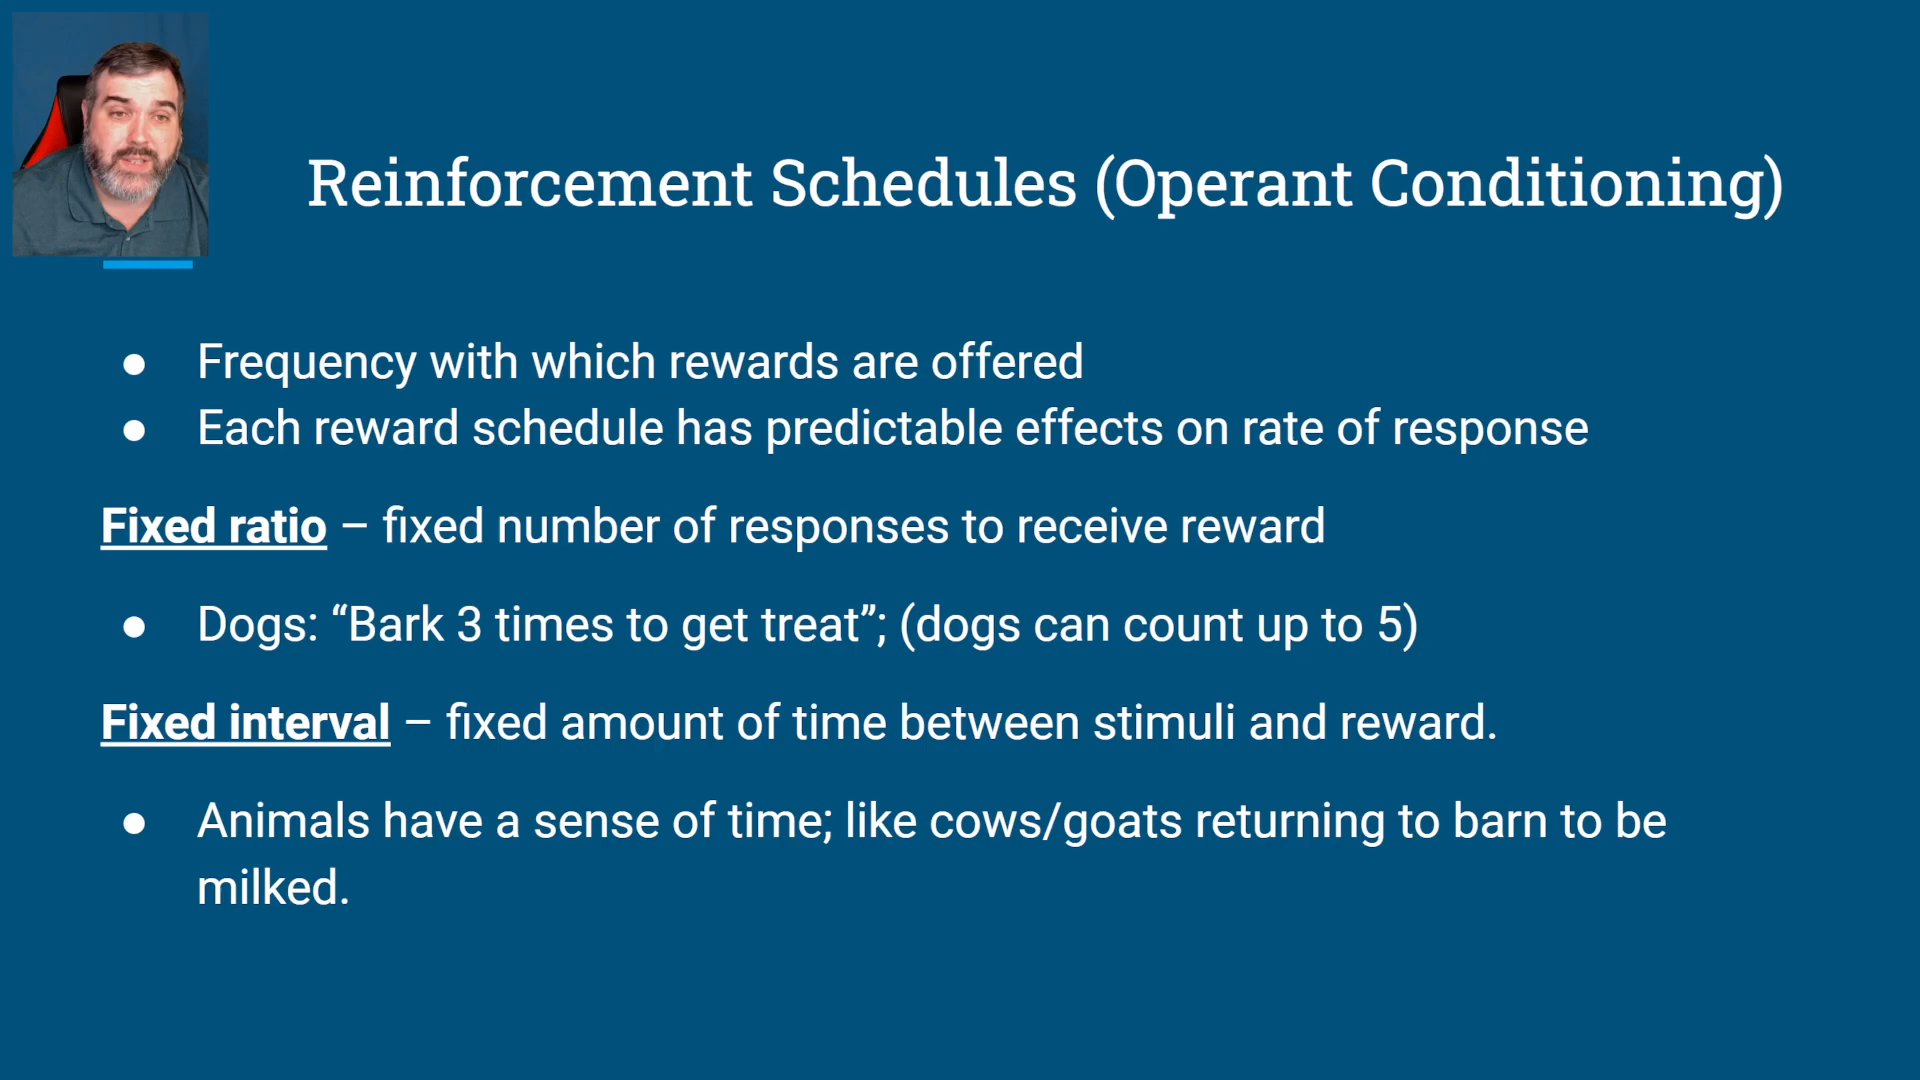 Reinforcement Schedules (Operant Conditioning)
● Frequency with which rewards are offered
● Each reward schedule has predictable effects on rate of response
Fixed ratio – fixed number of responses to receive reward
● Dogs: “Bark 3 times to get treat”; (dogs can count up to 5)
Fixed interval – fixed amount of time between stimuli and reward.
● Animals have a sense of time; like cows/goats returning to barn to be
milked.